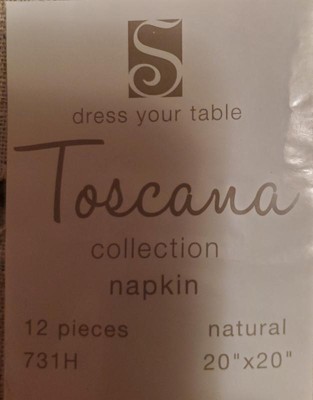 S
dress your table
Toscana
collection
napkin
12 pieces natural
731H 20"x20"